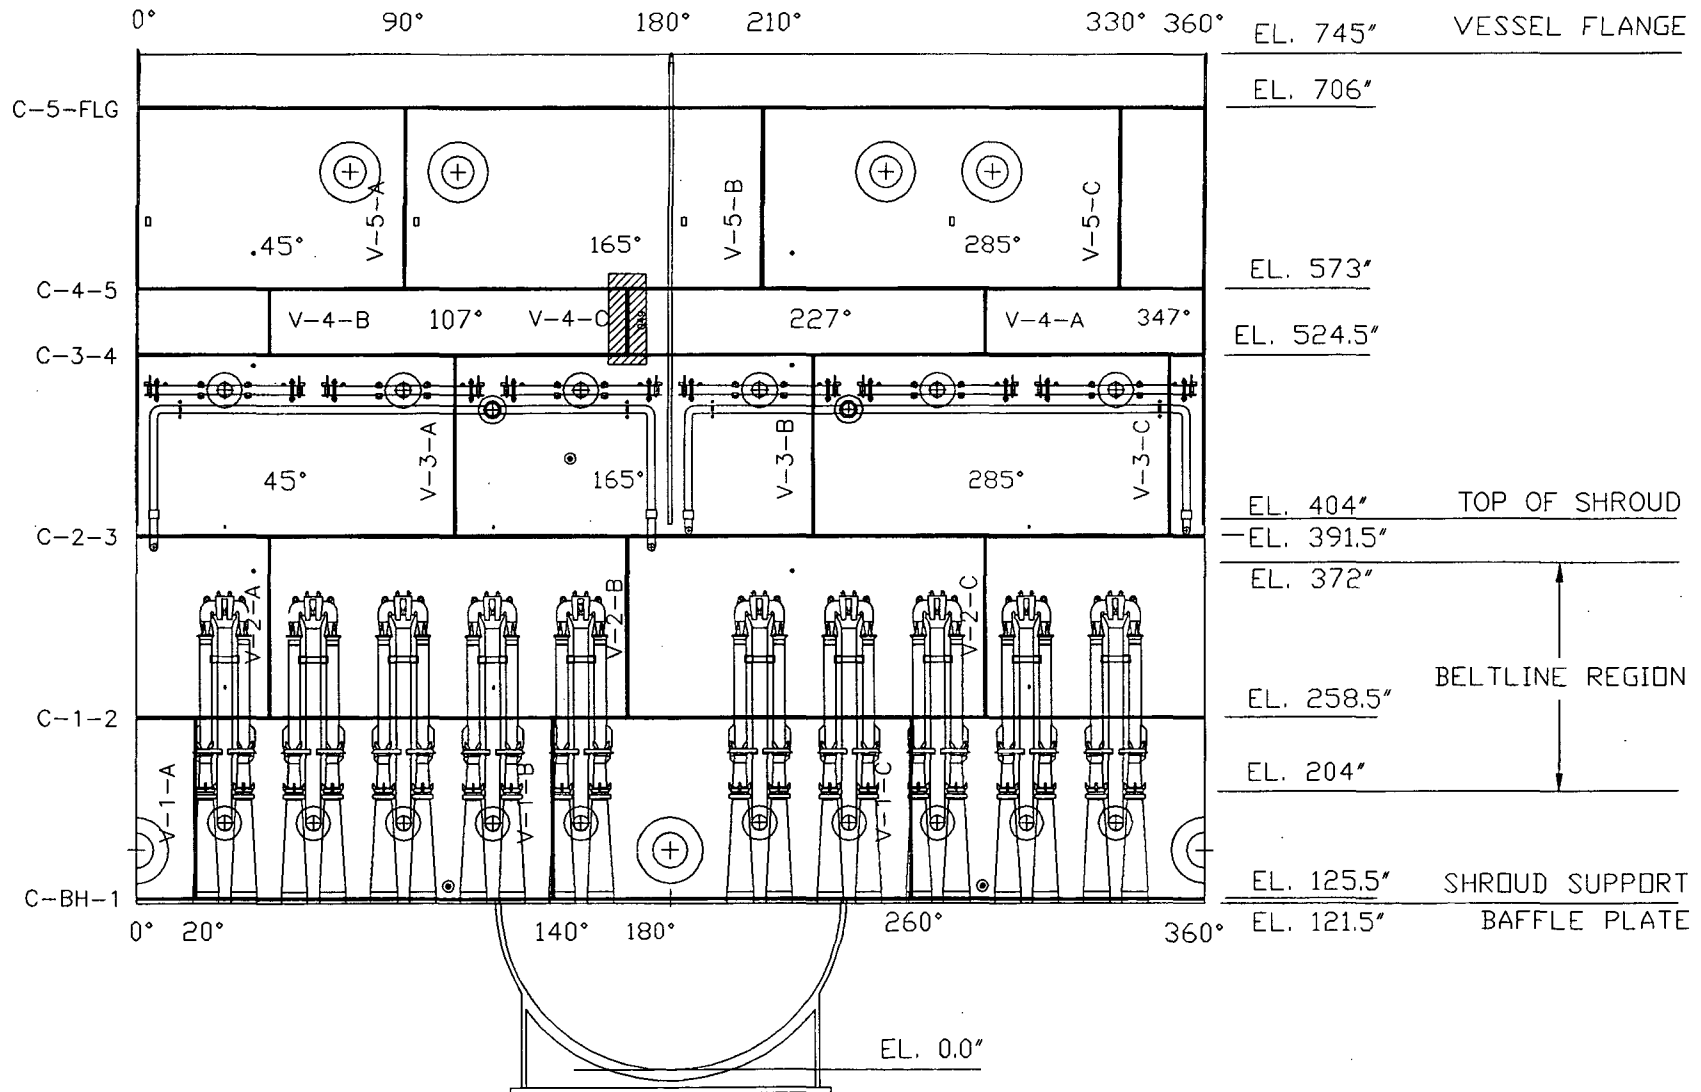 0° 90° 180° 210° 330° 360°
EL. 745" VESSEL FLANGE
EL. 706"
C-5-FLG
V-5-A
V-5-B
V-5-C
45° 165° 285°
EL. 573"
C-4-5
V-4-B 107° V-4-C 227° V-4-A 347°
EL. 524.5"
C-3-4
V-3-A
V-3-B
V-3-C
45° 165° 285°
EL. 404" TOP OF SHROUD
C-2-3
EL. 391.5"
EL. 372"
V-2-A
V-2-B
V-2-C
BELTLINE REGION
EL. 258.5"
C-1-2
EL. 204"
V-1-A
V-1-B
V-1-C
EL. 125.5" SHROUD SUPPORT
C-BH-1
EL. 121.5" BAFFLE PLATE
0° 20° 140° 180° 260° 360°
EL. 0.0"